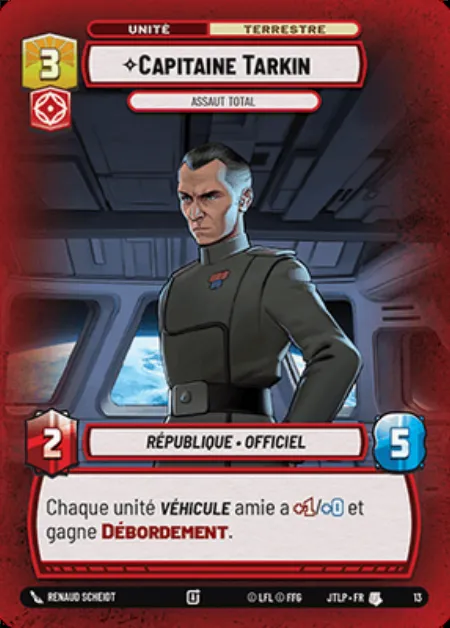 UNITÉ TERRESTRE
3
✧CAPITAINE TARKIN
ASSAUT TOTAL
2
RÉPUBLIQUE • OFFICIEL
5
Chaque unité VÉHICULE amie a +1/+0 et
gagne DÉBORDEMENT.
RENAUD SCHEIDT © LFL © FFG JTLP • FR 13